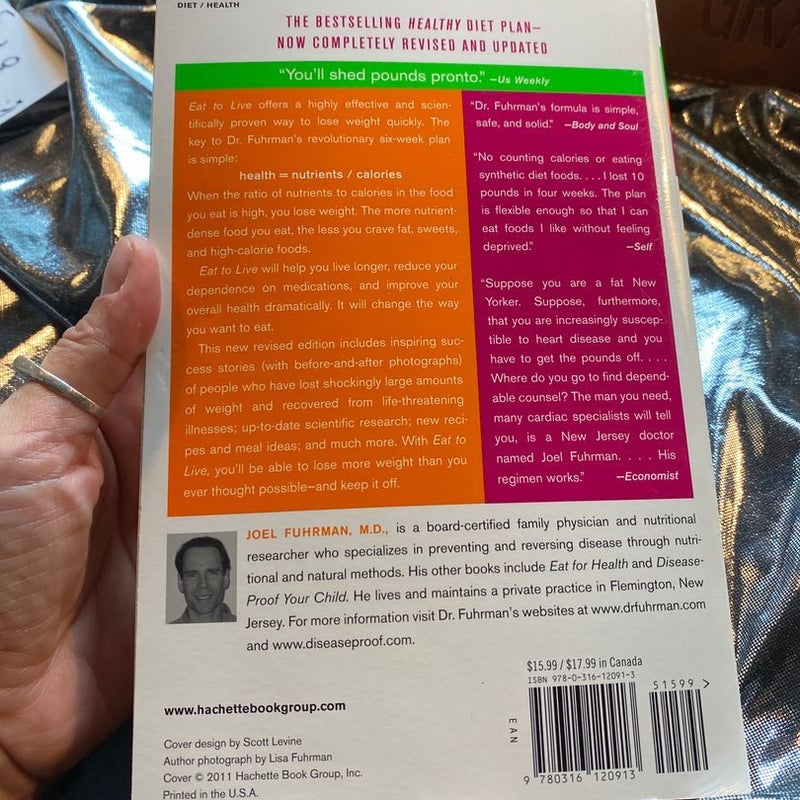 DIET / HEALTH
THE BESTSELLING HEALTHY DIET PLAN—
NOW COMPLETELY REVISED AND UPDATED
"You'll shed pounds pronto." —Us Weekly
Eat to Live offers a highly effective and scien-
tifically proven way to lose weight quickly. The
key to Dr. Fuhrman's revolutionary six-week plan
is simple:
health = nutrients / calories
When the ratio of nutrients to calories in the food
you eat is high, you lose weight. The more nutrient-
dense food you eat, the less you crave fat, sweets,
and high-calorie foods.
Eat to Live will help you live longer, reduce your
dependence on medications, and improve your
overall health dramatically. It will change the way
you want to eat.
This new revised edition includes inspiring suc-
cess stories (with before-and-after photographs)
of people who have lost shockingly large amounts
of weight and recovered from life-threatening
illnesses; up-to-date scientific research; new reci-
pes and meal ideas; and much more. With Eat to
Live, you'll be able to lose more weight than you
ever thought possible—and keep it off.
"Dr. Fuhrman's formula is simple,
safe, and solid." —Body and Soul
"No counting calories or eating
synthetic diet foods. . . . I lost 10
pounds in four weeks. The plan
is flexible enough so that I can
eat foods I like without feeling
deprived." —Self
"Suppose you are a fat New
Yorker. Suppose, furthermore,
that you are increasingly suscep-
tible to heart disease and you
have to get the pounds off. . . .
Where do you go to find depend-
able counsel? The man you need,
many cardiac specialists will tell
you, is a New Jersey doctor
named Joel Fuhrman. . . . His
regimen works." —Economist
JOEL FUHRMAN, M.D., is a board-certified family physician and nutritional
researcher who specializes in preventing and reversing disease through nutri-
tional and natural methods. His other books include Eat for Health and Disease-
Proof Your Child. He lives and maintains a private practice in Flemington, New
Jersey. For more information visit Dr. Fuhrman's websites at www.drfuhrman.com
and www.diseaseproof.com.
$15.99 / $17.99 in Canada
ISBN 978-0-316-12091-3
51599 >
EAN
9 780316 120913
www.hachettebookgroup.com
Cover design by Scott Levine
Author photograph by Lisa Fuhrman
Cover © 2011 Hachette Book Group, Inc.
Printed in the U.S.A.